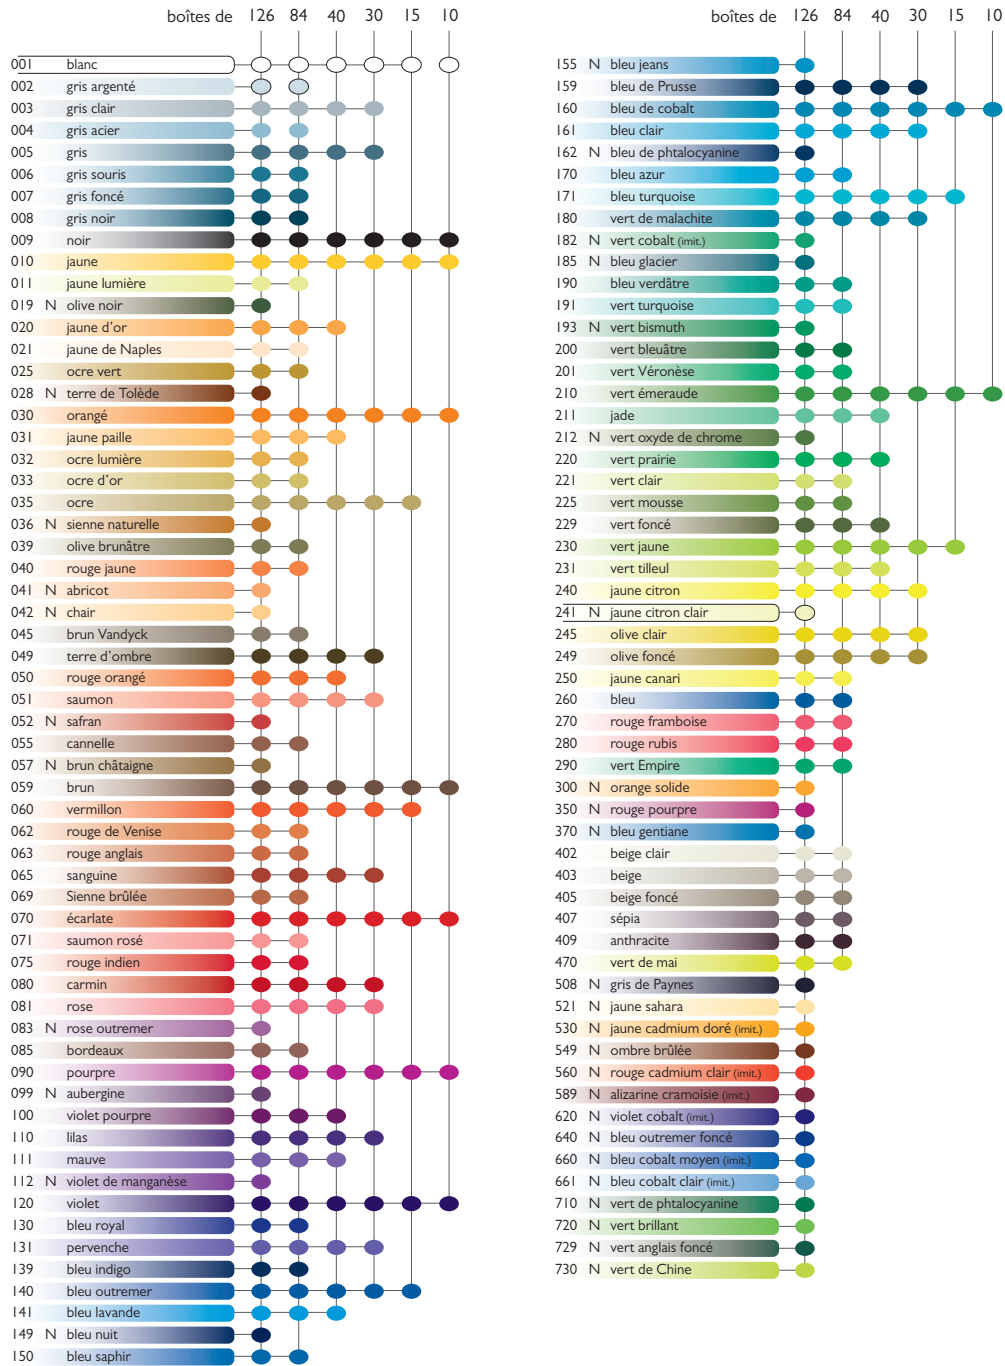 boîtes de 126 84 40 30 15 10
001 blanc
002 gris argenté
003 gris clair
004 gris acier
005 gris
006 gris souris
007 gris foncé
008 gris noir
009 noir
010 jaune
011 jaune lumière
019 N olive noir
020 jaune d'or
021 jaune de Naples
025 ocre vert
028 N terre de Tolède
030 orangé
031 jaune paille
032 ocre lumière
033 ocre d'or
035 ocre
036 N sienne naturelle
039 olive brunâtre
040 rouge jaune
041 N abricot
042 N chair
045 brun Vandyck
049 terre d'ombre
050 rouge orangé
051 saumon
052 N safran
055 cannelle
057 N brun châtaigne
059 brun
060 vermillon
062 rouge de Venise
063 rouge anglais
065 sanguine
069 Sienne brûlée
070 écarlate
071 saumon rosé
075 rouge indien
080 carmin
081 rose
083 N rose outremer
085 bordeaux
090 pourpre
099 N aubergine
100 violet pourpre
110 lilas
111 mauve
112 N violet de manganèse
120 violet
130 bleu royal
131 pervenche
139 bleu indigo
140 bleu outremer
141 bleu lavande
149 N bleu nuit
150 bleu saphir
boîtes de 126 84 40 30 15 10
155 N bleu jeans
159 bleu de Prusse
160 bleu de cobalt
161 bleu clair
162 N bleu de phtalocyanine
170 bleu azur
171 bleu turquoise
180 vert de malachite
182 N vert cobalt (imit.)
185 N bleu glacier
190 bleu verdâtre
191 vert turquoise
193 N vert bismuth
200 vert bleuâtre
201 vert Véronèse
210 vert émeraude
211 jade
212 N vert oxyde de chrome
220 vert prairie
221 vert clair
225 vert mousse
229 vert foncé
230 vert jaune
231 vert tilleul
240 jaune citron
241 N jaune citron clair
245 olive clair
249 olive foncé
250 jaune canari
260 bleu
270 rouge framboise
280 rouge rubis
290 vert Empire
300 N orange solide
350 N rouge pourpre
370 N bleu gentiane
402 beige clair
403 beige
405 beige foncé
407 sépia
409 anthracite
470 vert de mai
508 N gris de Paynes
521 N jaune sahara
530 N jaune cadmium doré (imit.)
549 N ombre brûlée
560 N rouge cadmium clair (imit.)
589 N alizarine cramoisie (imit.)
620 N violet cobalt (imit.)
640 N bleu outremer foncé
660 N bleu cobalt moyen (imit.)
661 N bleu cobalt clair (imit.)
710 N vert de phtalocyanine
720 N vert brillant
729 N vert anglais foncé
730 N vert de Chine